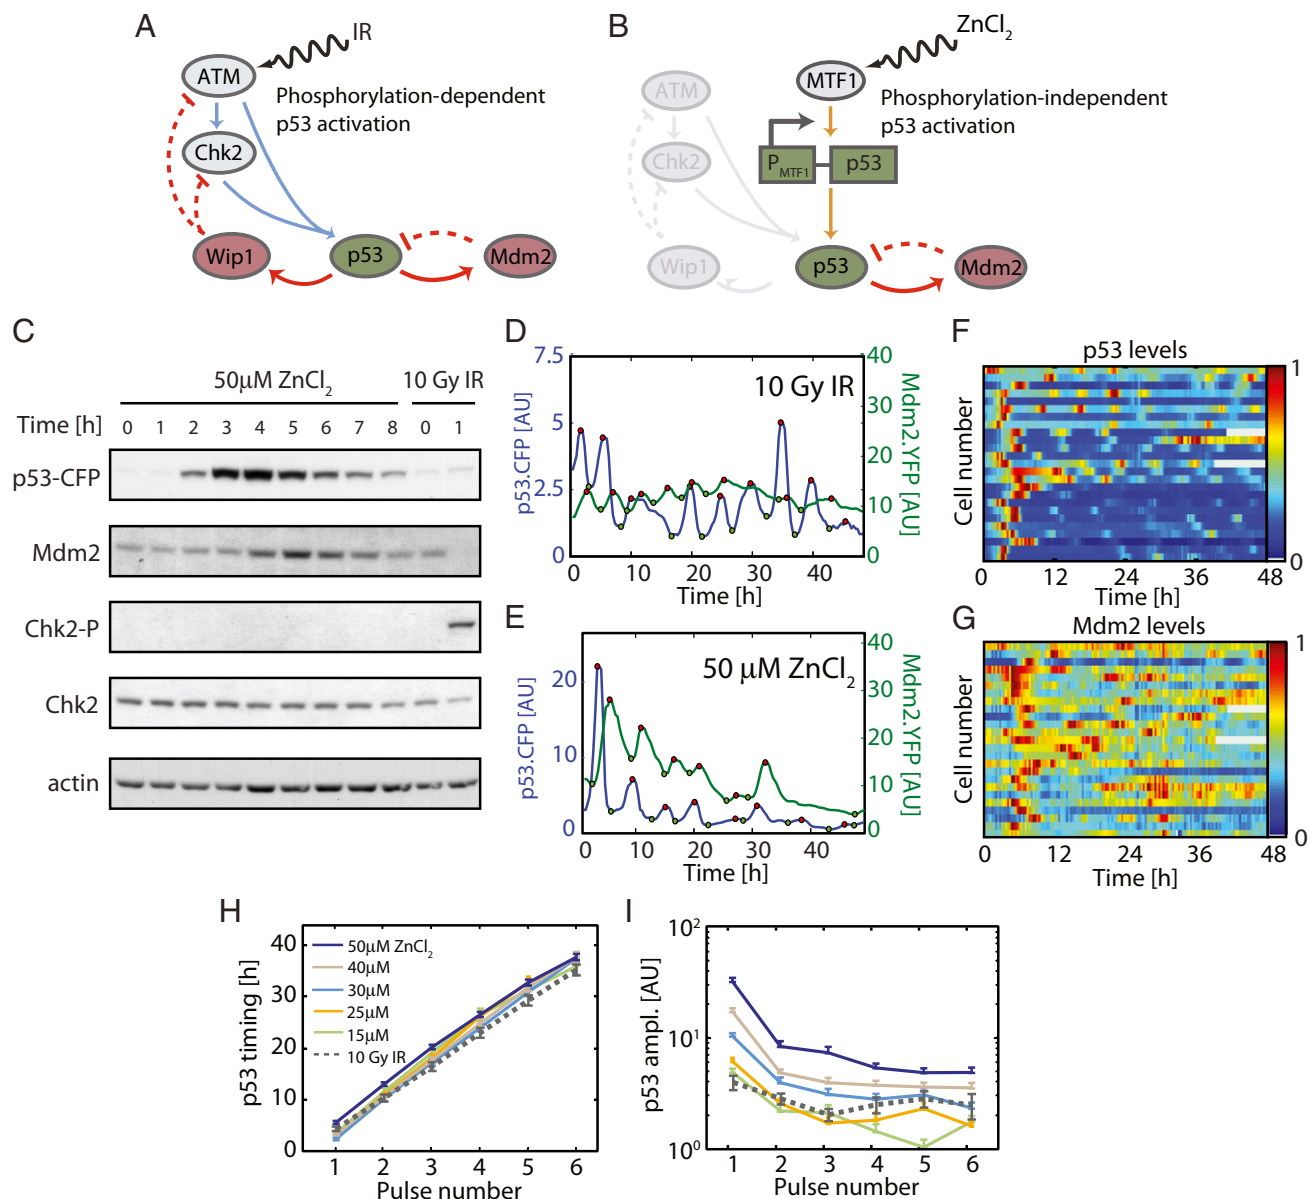 A
IR
ATM
Phosphorylation-dependent
p53 activation
Chk2
Wip1
p53
Mdm2
B
ZnCl2
ATM
MTF1
Phosphorylation-independent
p53 activation
Chk2
PMTF1
p53
Wip1
p53
Mdm2
C
50μM ZnCl2
10 Gy IR
Time [h] 0 1 2 3 4 5 6 7 8 0 1
p53-CFP
Mdm2
Chk2-P
Chk2
actin
D
10 Gy IR
p53.CFP [AU]
7.5
5
2.5
0
Mdm2.YFP [AU]
40
30
20
10
0
0 10 20 30 40
Time [h]
E
50 μM ZnCl2
p53.CFP [AU]
20
10
0
Mdm2.YFP [AU]
40
30
20
10
0
0 10 20 30 40
Time [h]
F
p53 levels
Cell number
1
0
0 12 24 36 48
Time [h]
G
Mdm2 levels
Cell number
1
0
0 12 24 36 48
Time [h]
H
p53 timing [h]
40
30
20
10
0
50μM ZnCl2
40μM
30μM
25μM
15μM
10 Gy IR
1 2 3 4 5 6
Pulse number
I
p53 ampl. [AU]
10^2
10^1
10^0
1 2 3 4 5 6
Pulse number